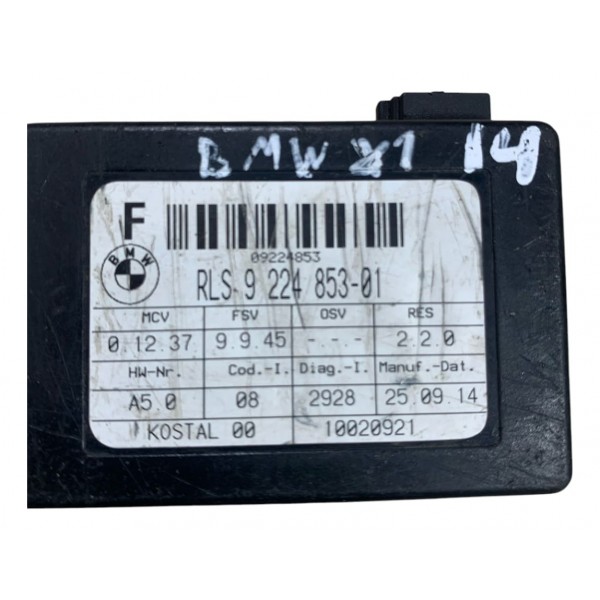 BMW X1 14
F
09224853
BMW
RLS 9 224 853-01
MCV FSV OSV RES
0.12.37 9.9.45 -.-.- 2.2.0
HW-Nr. Cod.-I. Diag.-I. Manuf.-Dat.
A5.0 08 2928 25.09.14
KOSTAL 00 10020921